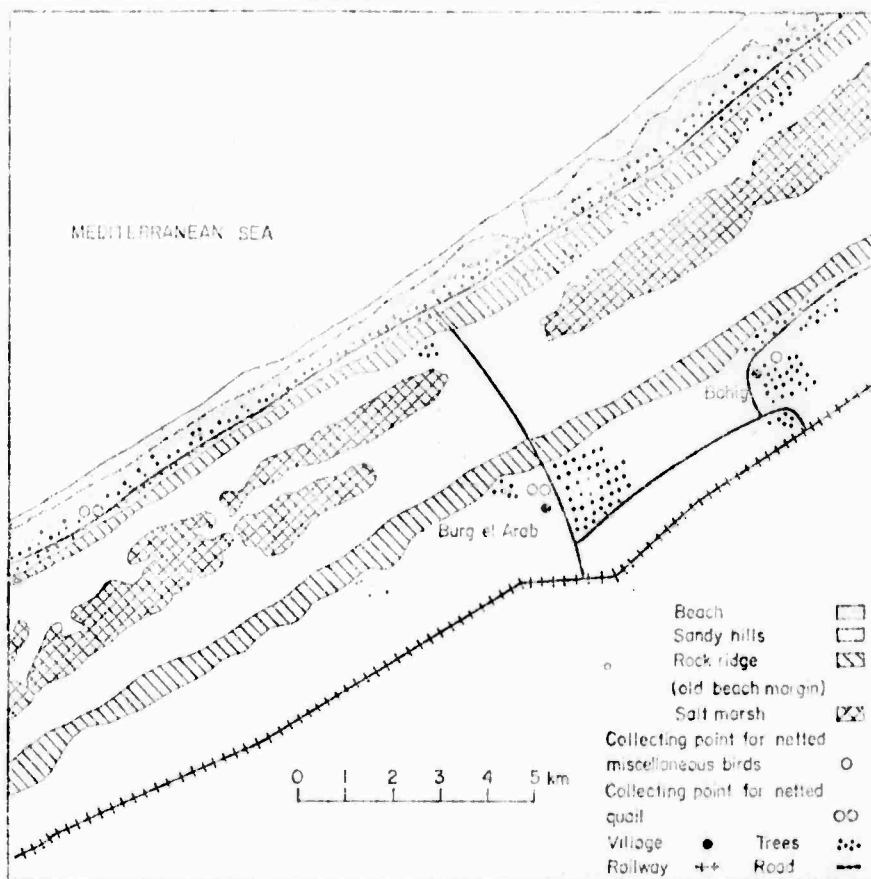 MEDITERRANEAN SEA
Bahig
Burg el Arab
Beach
Sandy hills
Rock ridge
(old beach margin)
Salt marsh
Collecting point for netted
miscellaneous birds
Collecting point for netted
quail
Village Trees
Railway Road
0 1 2 3 4 5 km